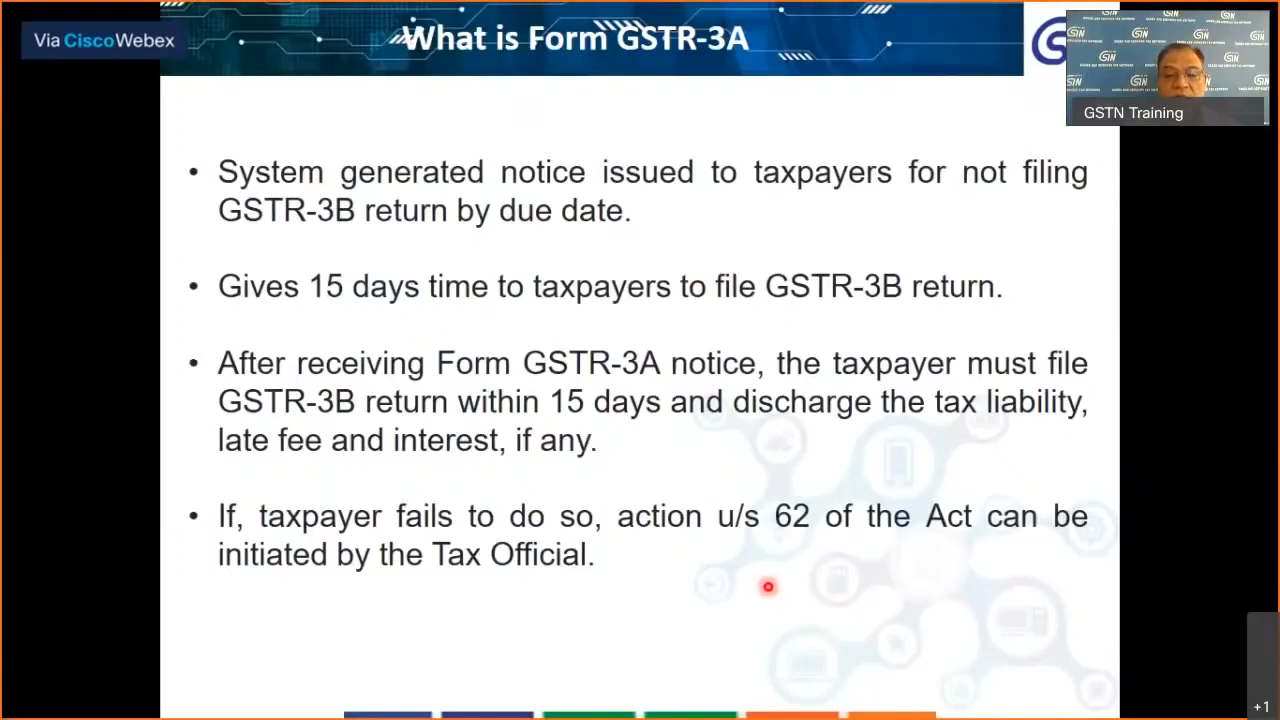 Via CiscoWebex
What is Form GSTR-3A
GSTN Training
• System generated notice issued to taxpayers for not filing
GSTR-3B return by due date.
• Gives 15 days time to taxpayers to file GSTR-3B return.
• After receiving Form GSTR-3A notice, the taxpayer must file
GSTR-3B return within 15 days and discharge the tax liability,
late fee and interest, if any.
• If, taxpayer fails to do so, action u/s 62 of the Act can be
initiated by the Tax Official.
+1